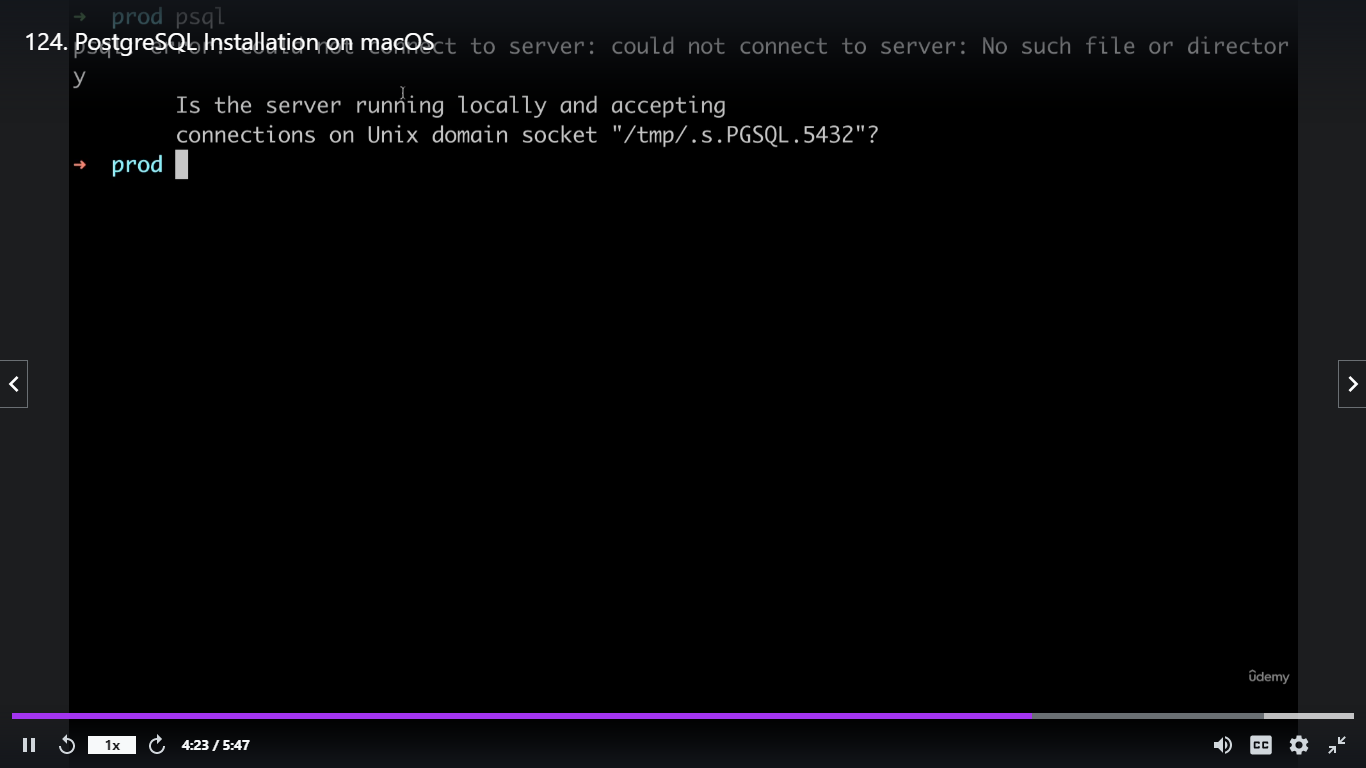 ➜ prod psql
124. PostgreSQL Installation on macOS
psql: error: could not connect to server: could not connect to server: No such file or director
y
Is the server running locally and accepting
connections on Unix domain socket "/tmp/.s.PGSQL.5432"?
➜ prod
ûdemy
1x
4:23 / 5:47
CC